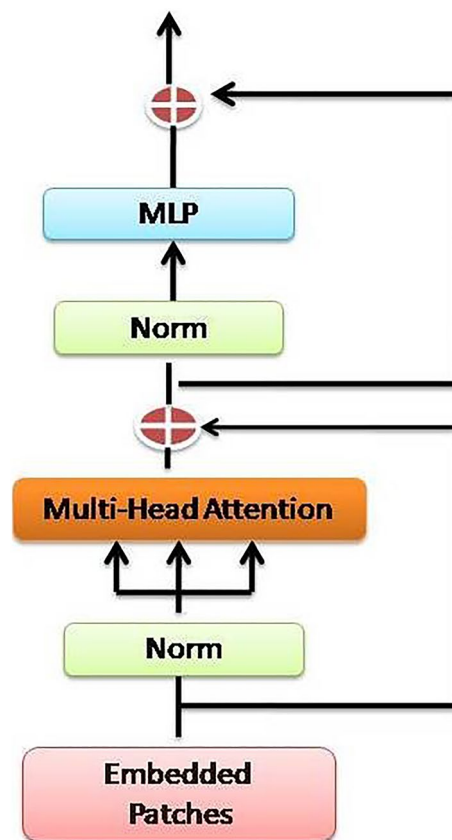 MLP
Norm
Multi-Head Attention
Norm
Embedded
Patches